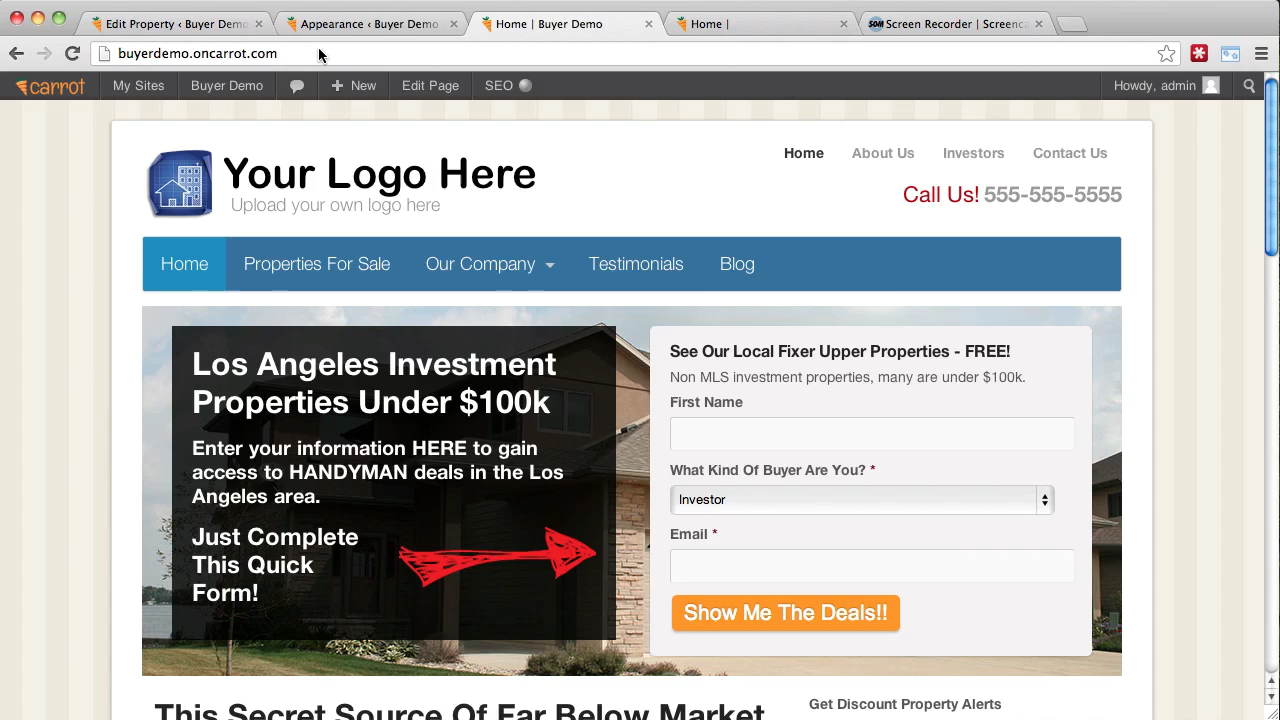 Edit Property ‹ Buyer Demo
Appearance ‹ Buyer Demo
Home | Buyer Demo
Home |
SOM Screen Recorder | Screenca
buyerdemo.oncarrot.com
carrot
My Sites
Buyer Demo
New
Edit Page
SEO
Howdy, admin
Home
About Us
Investors
Contact Us
Your Logo Here
Upload your own logo here
Call Us! 555-555-5555
Home
Properties For Sale
Our Company
Testimonials
Blog
Los Angeles Investment
Properties Under $100k
Enter your information HERE to gain
access to HANDYMAN deals in the Los
Angeles area.
Just Complete
This Quick
Form!
See Our Local Fixer Upper Properties - FREE!
Non MLS investment properties, many are under $100k.
First Name
What Kind Of Buyer Are You? *
Investor
Email *
Show Me The Deals!!
This Secret Source Of Far Below Market
Get Discount Property Alerts